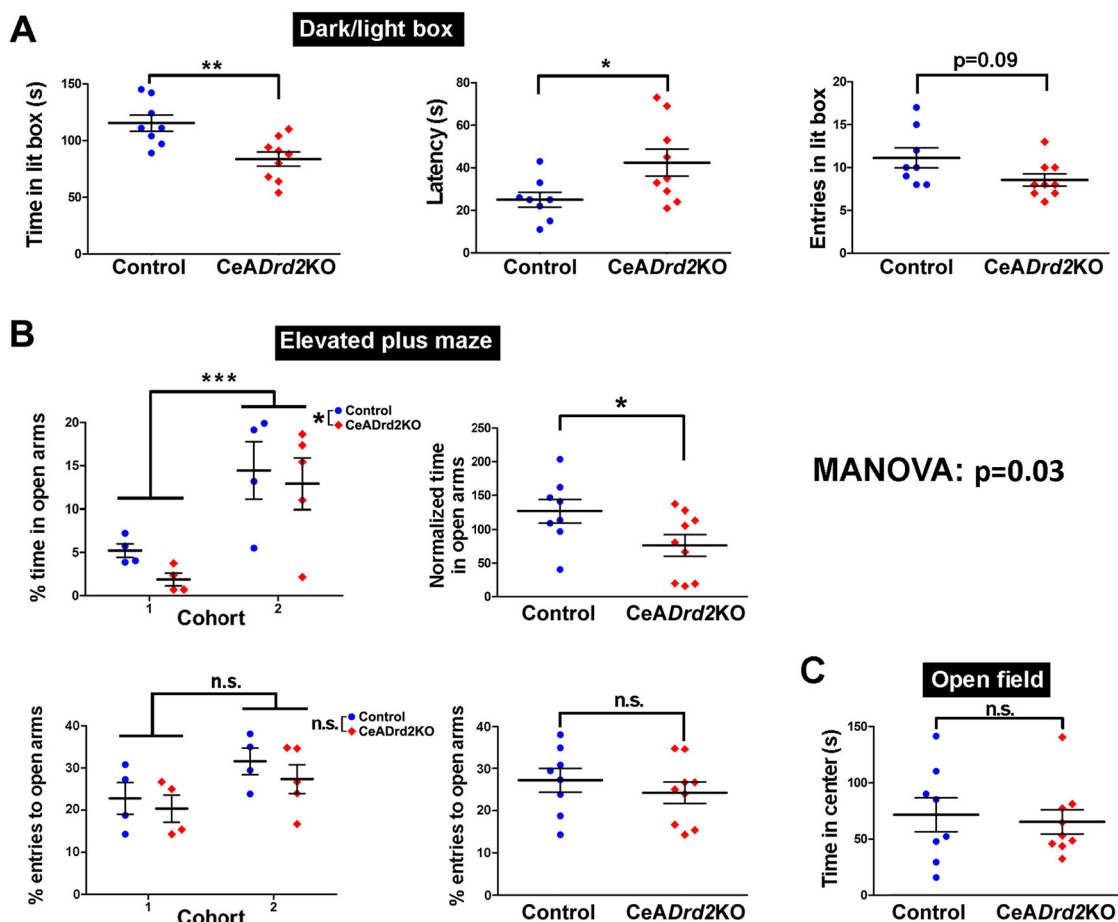 A
Dark/light box
**
*
p=0.09
Time in lit box (s)
150
100
50
0
Control
CeADrd2KO
Latency (s)
80
60
40
20
0
Control
CeADrd2KO
Entries in lit box
20
15
10
5
0
Control
CeADrd2KO
B
Elevated plus maze
***
*
Control
CeADrd2KO
% time in open arms
20
15
10
5
0
1
2
Cohort
*
Normalized time
in open arms
250
200
150
100
50
0
Control
CeADrd2KO
MANOVA: p=0.03
n.s.
n.s.
Control
CeADrd2KO
% entries to open arms
40
30
20
10
0
1
2
Cohort
n.s.
% entries to open arms
40
30
20
10
0
Control
CeADrd2KO
C
Open field
n.s.
Time in center (s)
150
100
50
0
Control
CeADrd2KO